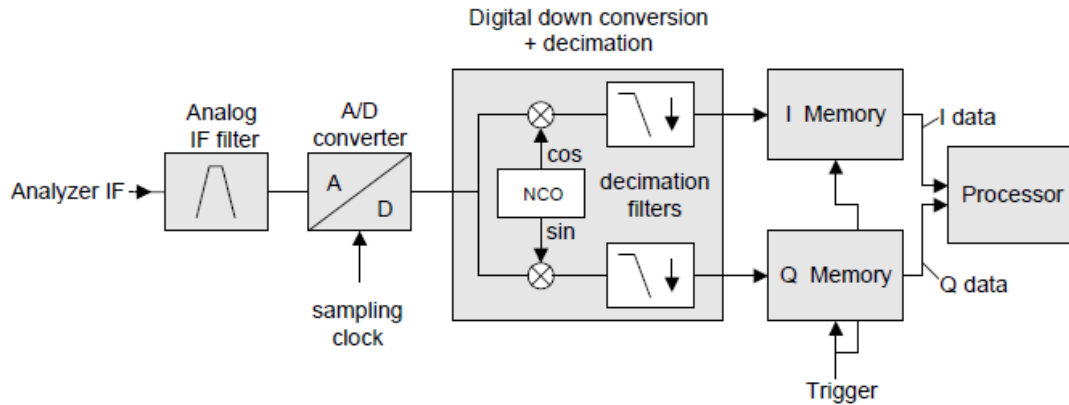 Digital down conversion
+ decimation
Analog
IF filter
A/D
converter
Analyzer IF
A
D
cos
NCO
sin
decimation
filters
I Memory
I data
Processor
Q Memory
Q data
sampling
clock
Trigger